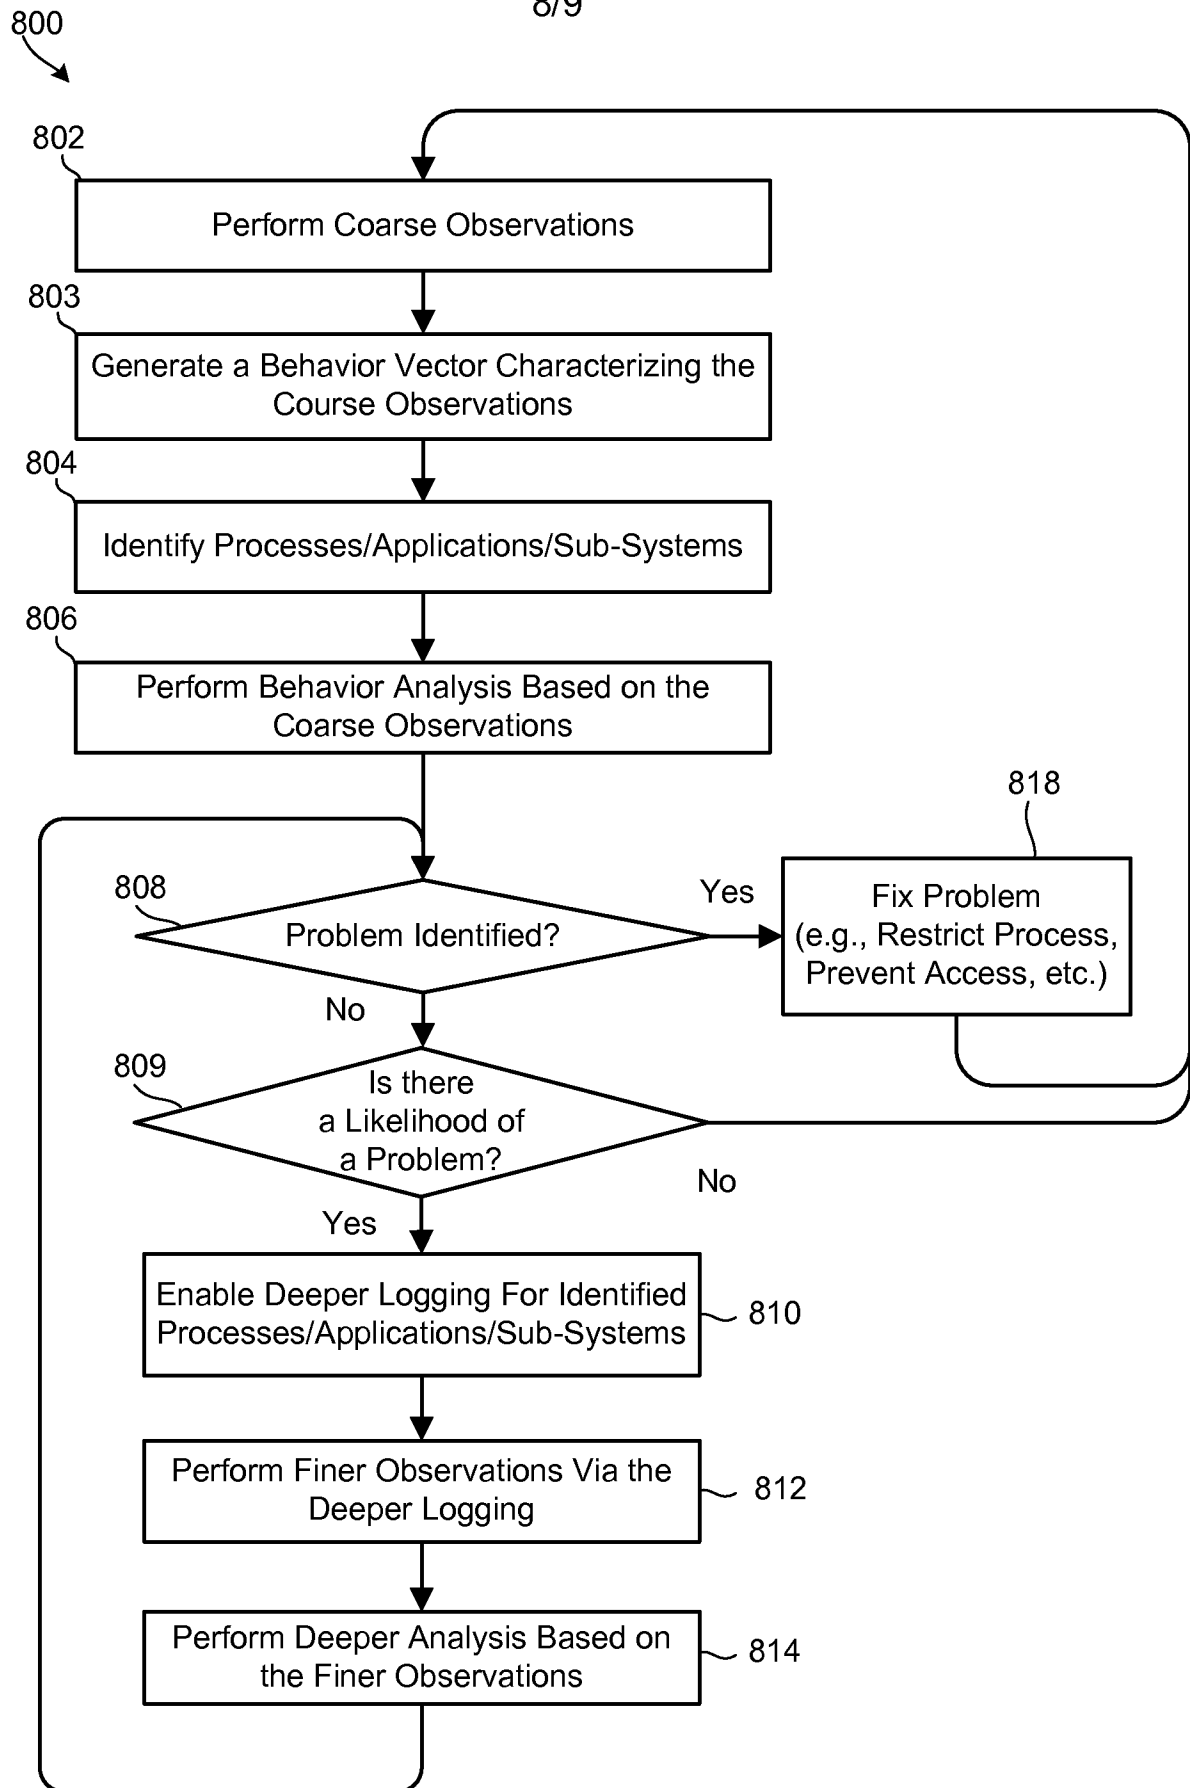 8/9
800
802
Perform Coarse Observations
803
Generate a Behavior Vector Characterizing the
Course Observations
804
Identify Processes/Applications/Sub-Systems
806
Perform Behavior Analysis Based on the
Coarse Observations
818
808
Problem Identified?
Yes
Fix Problem
(e.g., Restrict Process,
Prevent Access, etc.)
No
809
Is there
a Likelihood of
a Problem?
No
Yes
Enable Deeper Logging For Identified
Processes/Applications/Sub-Systems
810
Perform Finer Observations Via the
Deeper Logging
812
Perform Deeper Analysis Based on
the Finer Observations
814